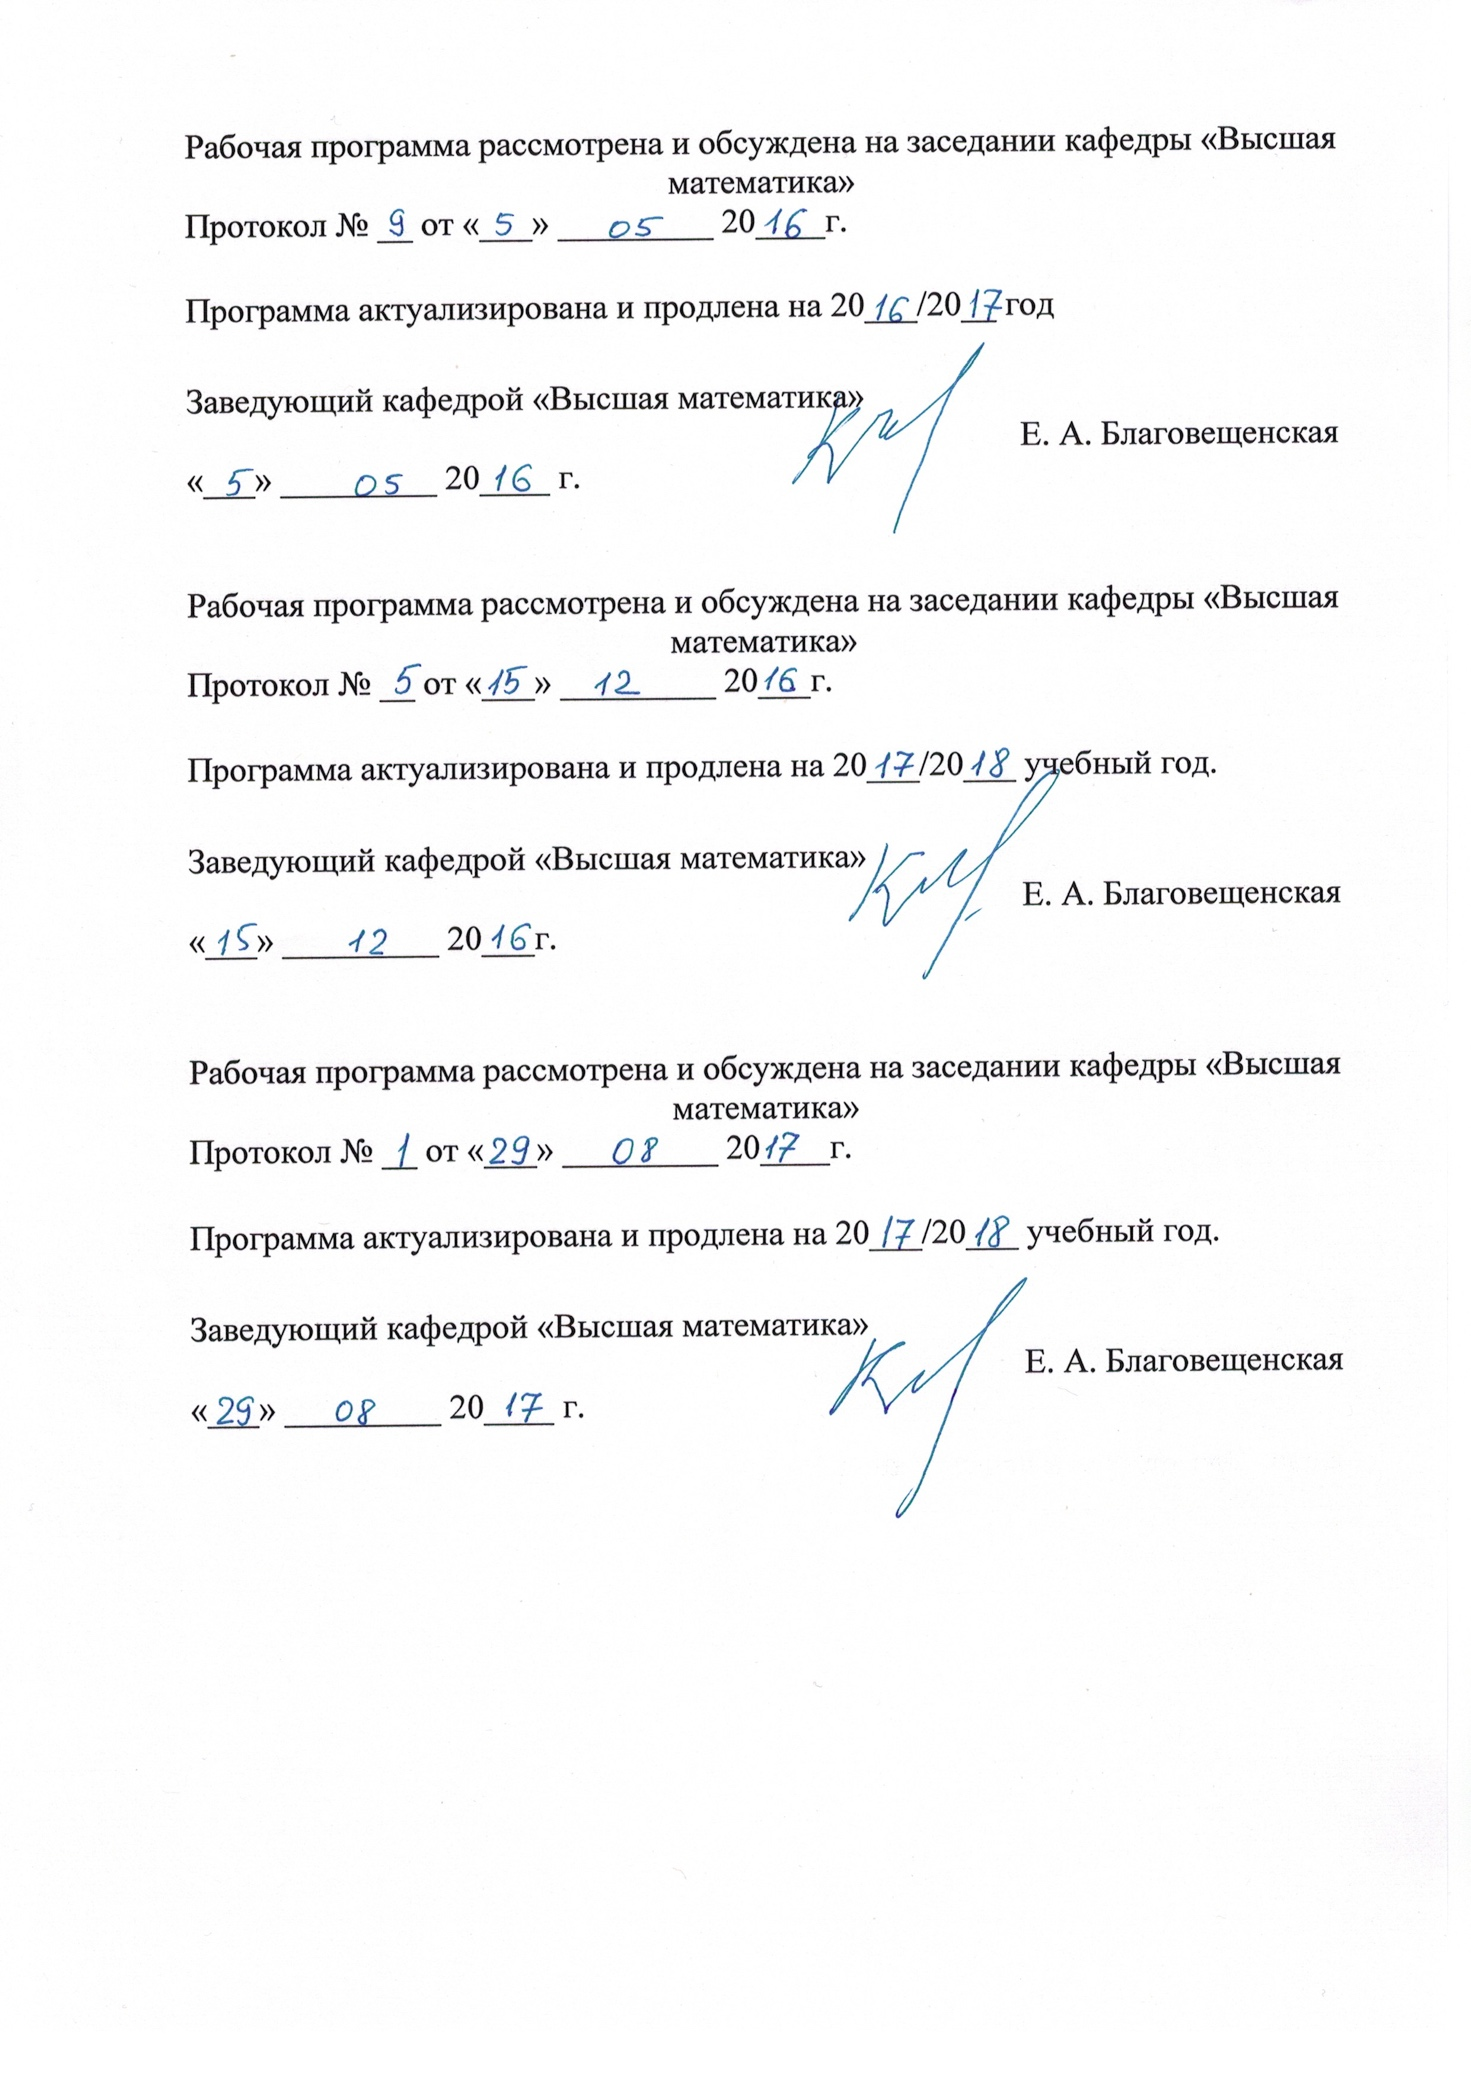 Рабочая программа рассмотрена и обсуждена на заседании кафедры «Высшая
математика»
Протокол № 9 от «5» 05 2016 г.
Программа актуализирована и продлена на 2016/2017год
Заведующий кафедрой «Высшая математика»
Е. А. Благовещенская
«5» 05 2016 г.
Рабочая программа рассмотрена и обсуждена на заседании кафедры «Высшая
математика»
Протокол № 5 от «15» 12 2016г.
Программа актуализирована и продлена на 2017/2018 учебный год.
Заведующий кафедрой «Высшая математика»
Е. А. Благовещенская
«15» 12 2016г.
Рабочая программа рассмотрена и обсуждена на заседании кафедры «Высшая
математика»
Протокол № 1 от «29» 08 2017г.
Программа актуализирована и продлена на 2017/2018 учебный год.
Заведующий кафедрой «Высшая математика»
Е. А. Благовещенская
«29» 08 2017 г.